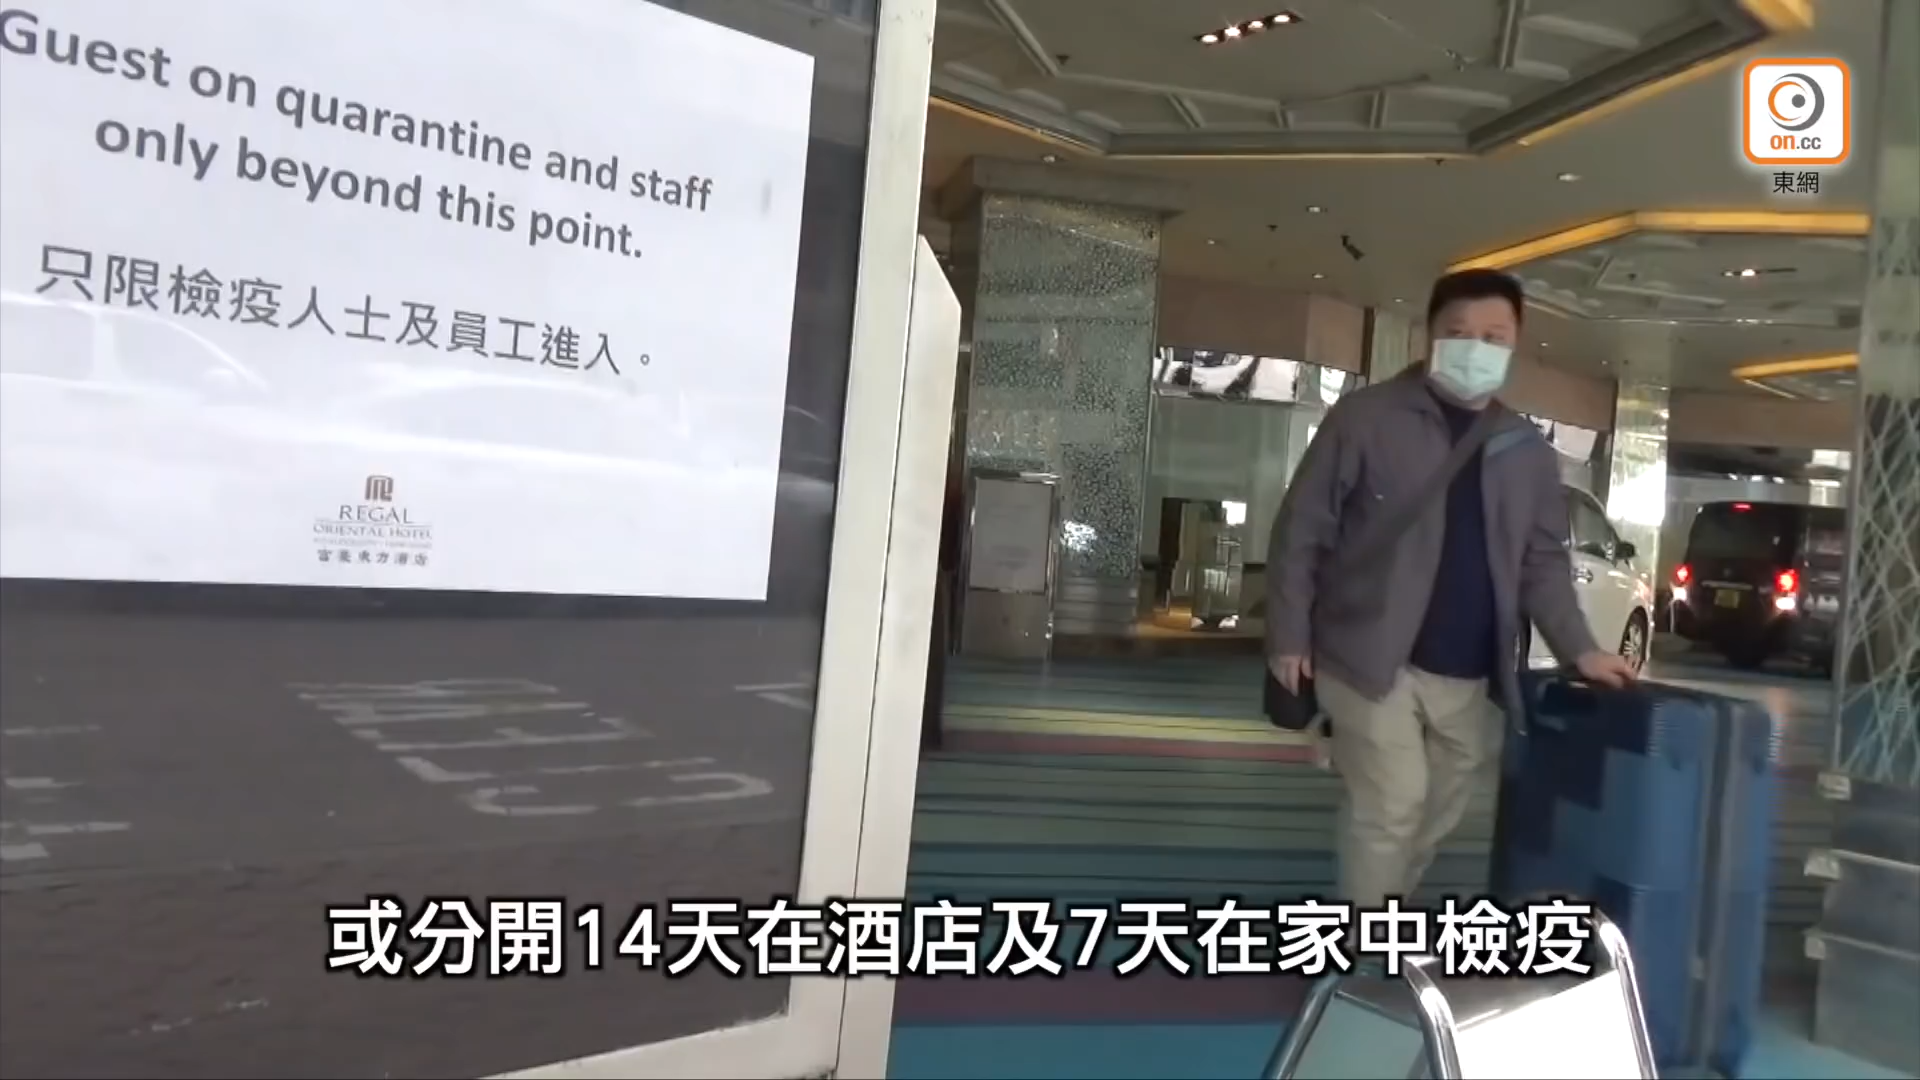 Guest on quarantine and staff
only beyond this point.
只限檢疫人士及員工進入。
REGAL
ORIENTAL HOTEL
富豪東方酒店
on.cc
東網
或分開14天在酒店及7天在家中檢疫